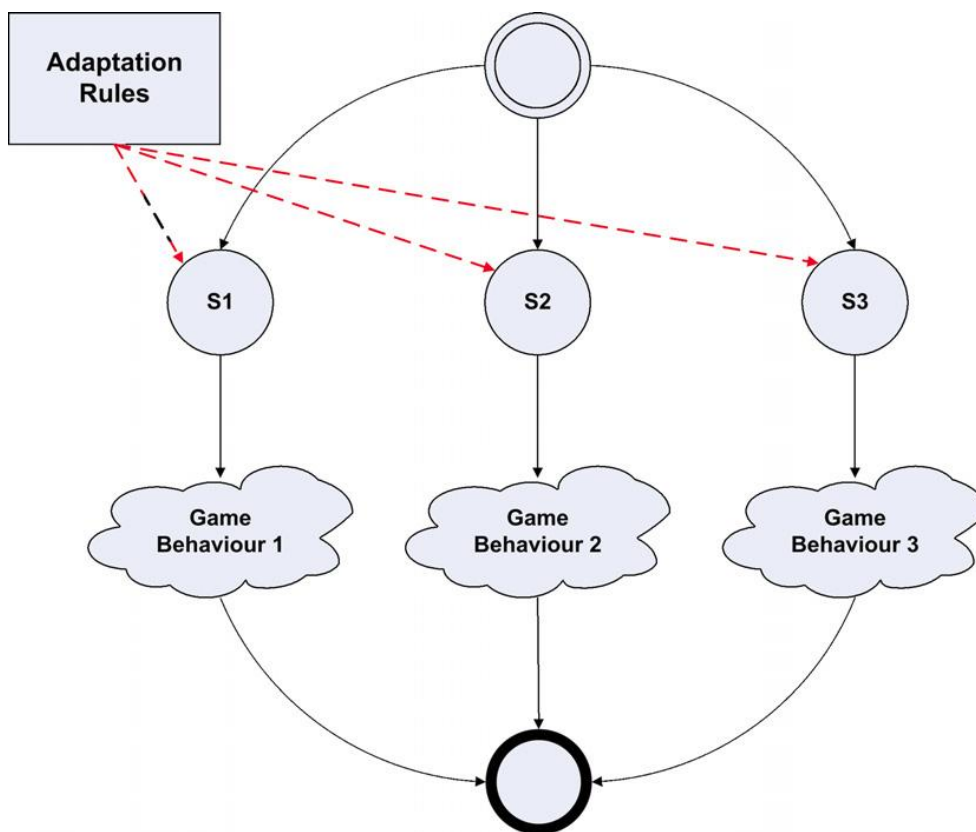 Adaptation
Rules
S1
S2
S3
Game
Behaviour 1
Game
Behaviour 2
Game
Behaviour 3